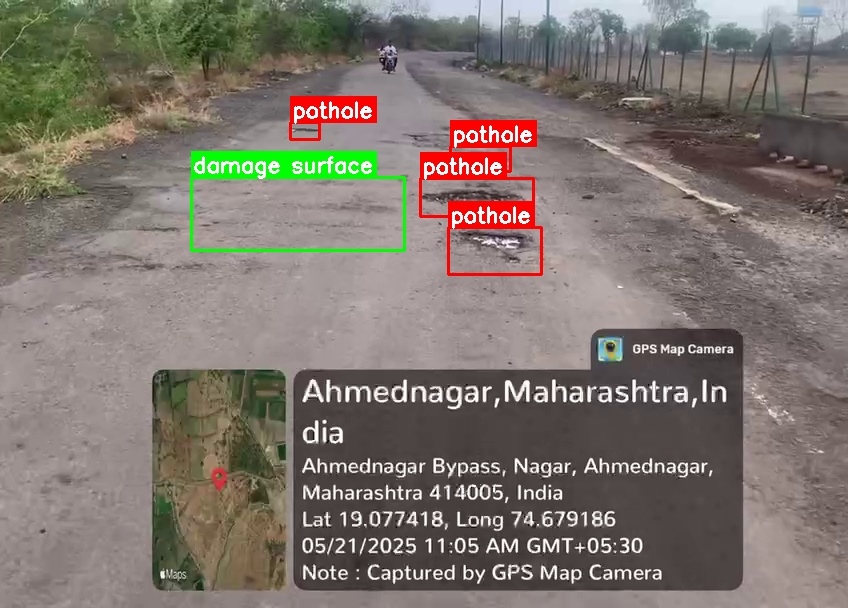 pothole
pothole
damage surface
pothole
pothole
GPS Map Camera
Ahmednagar,Maharashtra,In
dia
Ahmednagar Bypass, Nagar, Ahmednagar,
Maharashtra 414005, India
Lat 19.077418, Long 74.679186
05/21/2025 11:05 AM GMT+05:30
Note : Captured by GPS Map Camera
Maps